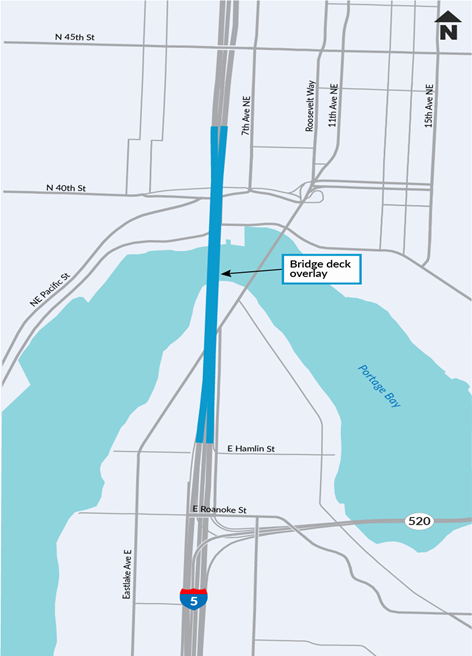 N
N 45th St
7th Ave NE
Roosevelt Way
11th Ave NE
15th Ave NE
N 40th St
Bridge deck
overlay
NE Pacific St
Portage Bay
E Hamlin St
E Roanoke St
520
Eastlake Ave E
5